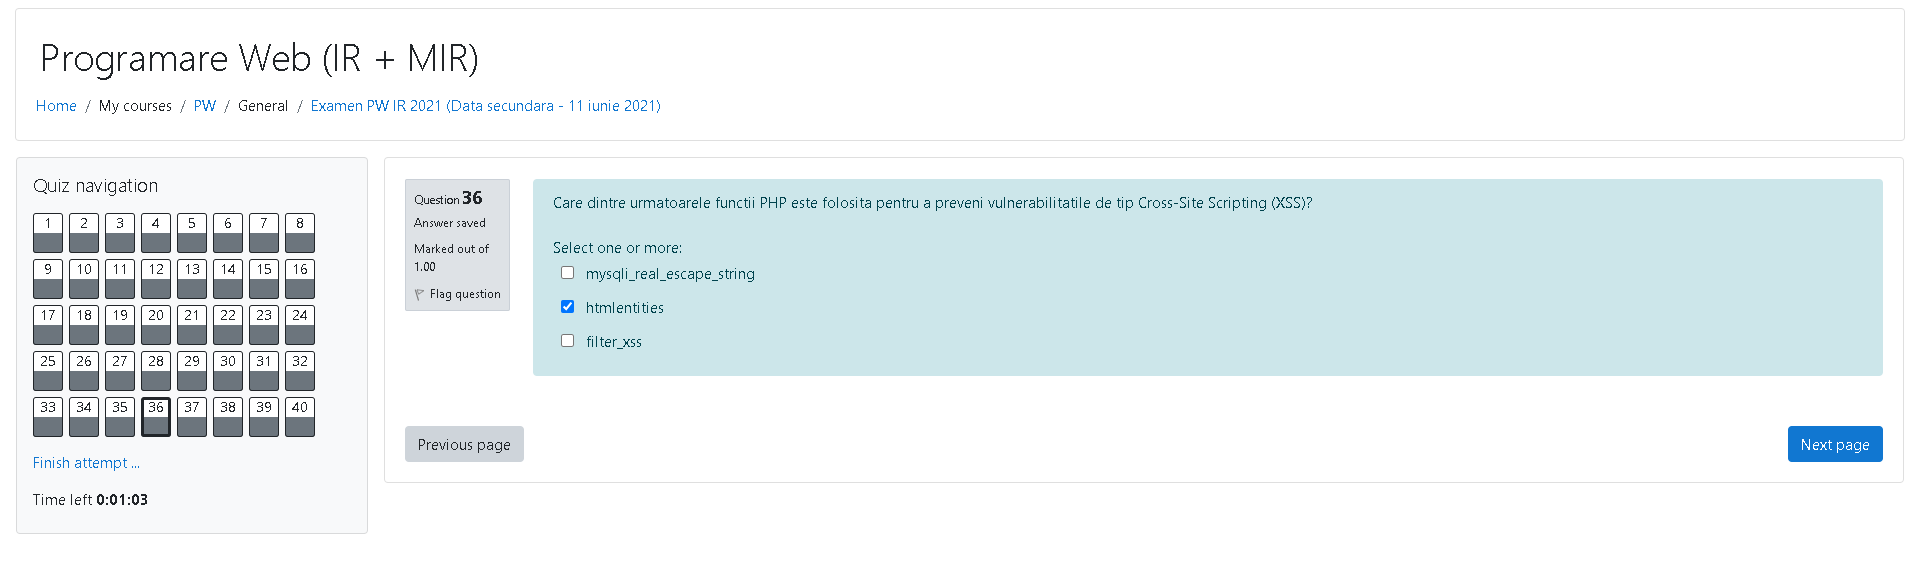 Programare Web (IR + MIR)
Home / My courses / PW / General / Examen PW IR 2021 (Data secundara - 11 iunie 2021)
Quiz navigation
1 2 3 4 5 6 7 8
9 10 11 12 13 14 15 16
17 18 19 20 21 22 23 24
25 26 27 28 29 30 31 32
33 34 35 36 37 38 39 40
Finish attempt ...
Time left 0:01:03
Question 36
Answer saved
Marked out of
1.00
Flag question
Care dintre urmatoarele functii PHP este folosita pentru a preveni vulnerabilitatile de tip Cross-Site Scripting (XSS)?
Select one or more:
mysqli_real_escape_string
htmlentities
filter_xss
Previous page
Next page